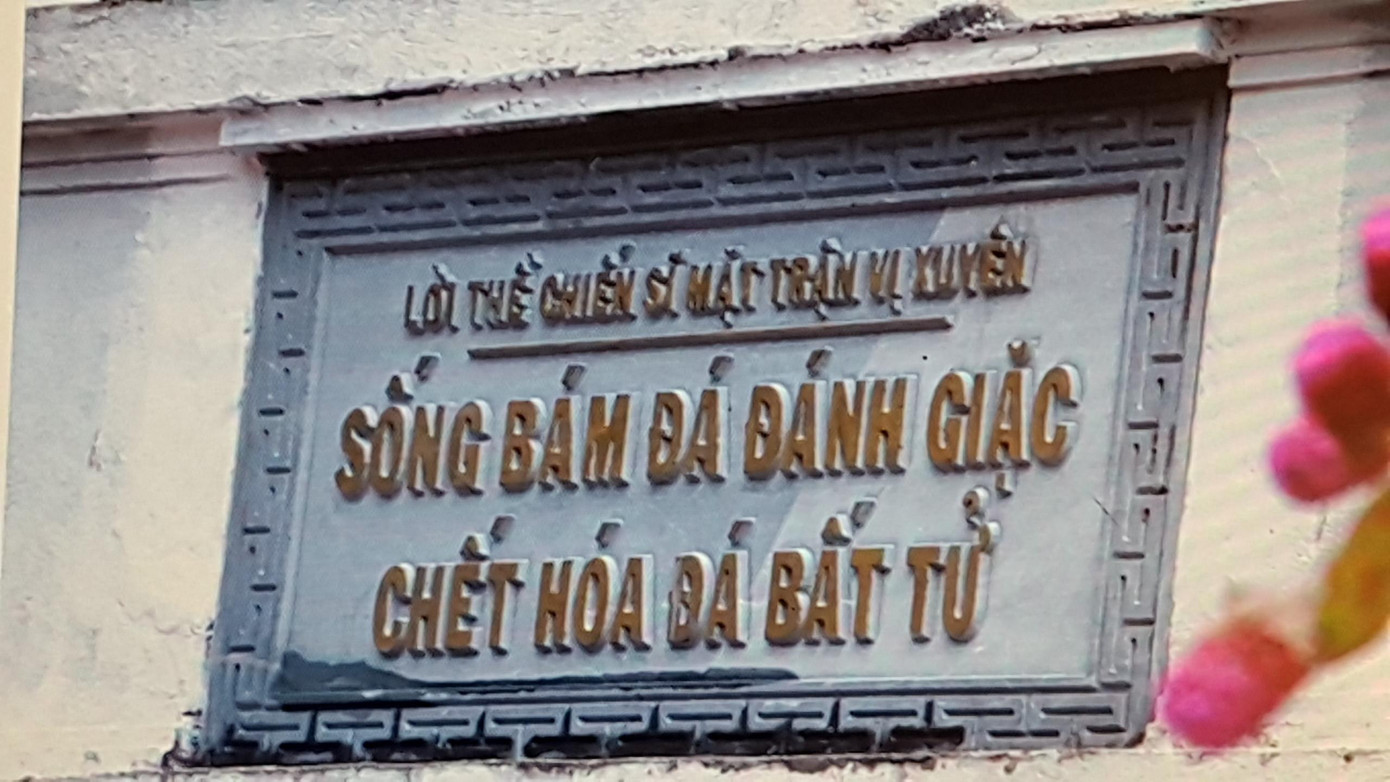 LỜI THỀ CHIẾN SĨ MẶT TRẬN VỊ XUYÊN
SỐNG BÁM ĐÁ ĐÁNH GIẶC
CHẾT HÓA ĐÁ BẤT TỬ